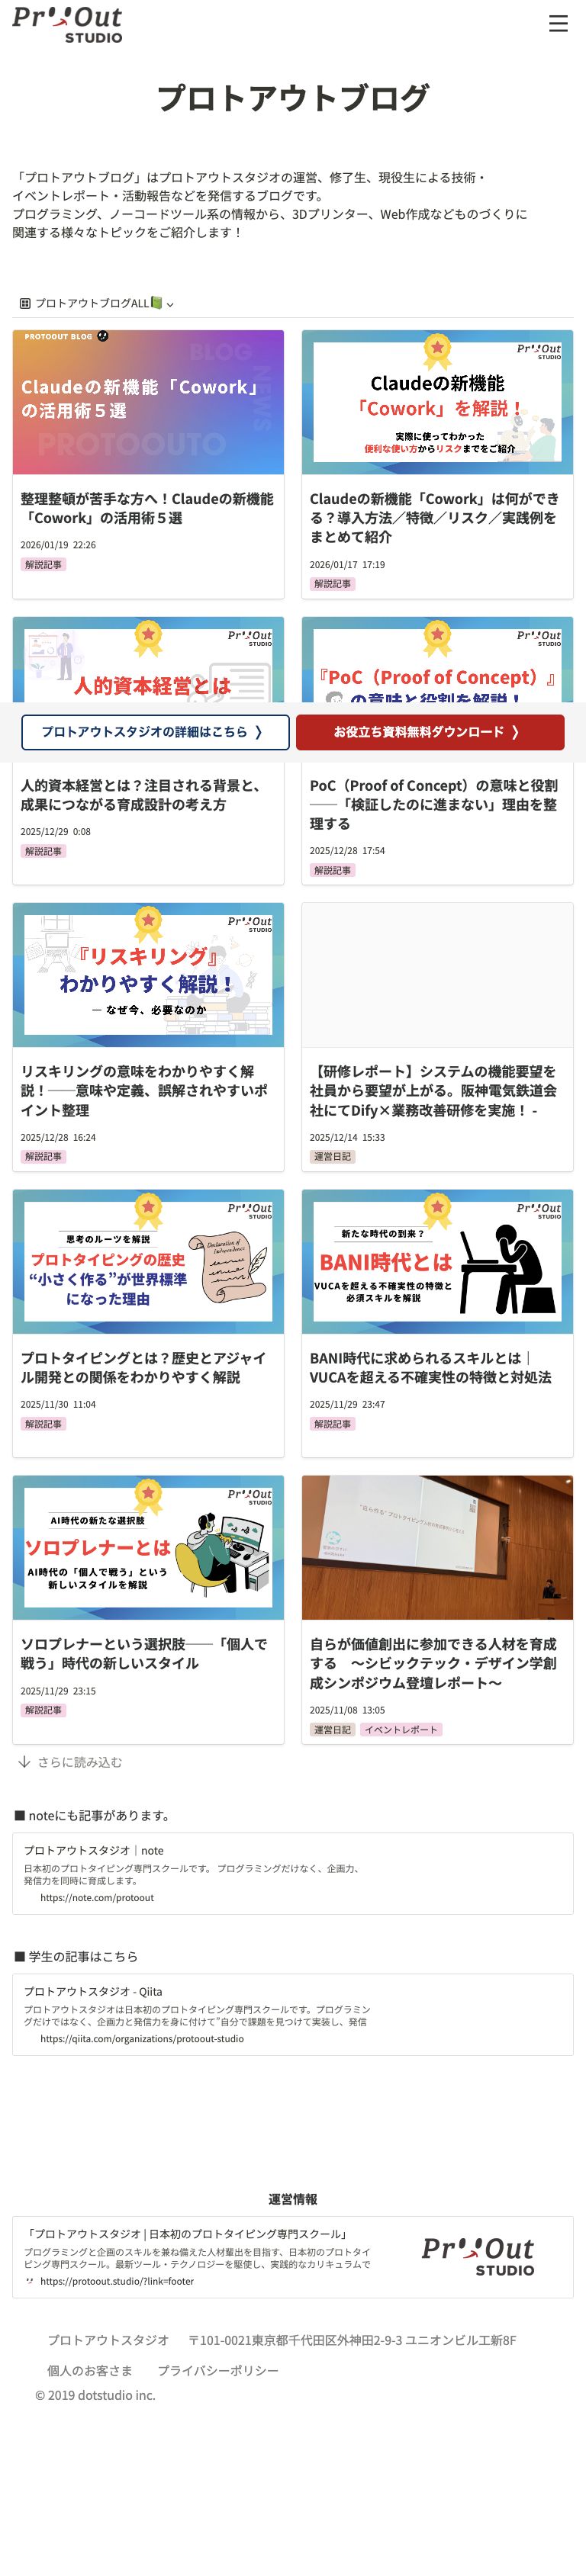 Pr Out
STUDIO
プロトアウトブログ
「プロトアウトブログ」はプロトアウトスタジオの運営、修了生、現役生による技術・
イベントレポート・活動報告などを発信するブログです。
プログラミング、ノーコードツール系の情報から、3Dプリンター、Web作成などものづくりに
関連する様々なトピックをご紹介します！
プロトアウトブログALL
PROTOOUT BLOG
BLOG
NEWS
Claudeの新機能「Cowork」
の活用術５選
PROTOOUTO
整理整頓が苦手な方へ！Claudeの新機能
「Cowork」の活用術５選
2026/01/19 22:26
解説記事
Pr Out
STUDIO
Claudeの新機能
「Cowork」を解説！
実際に使ってわかった
便利な使い方からリスクまでをご紹介
Claudeの新機能「Cowork」は何ができ
る？導入方法／特徴／リスク／実践例を
まとめて紹介
2026/01/17 17:19
解説記事
Pr Out
STUDIO
人的資本経営とは
Pr Out
STUDIO
『PoC（Proof of Concept）』
の意味と役割を解説！
プロトアウトスタジオの詳細はこちら 》
お役立ち資料無料ダウンロード 》
人的資本経営とは？注目される背景と、
成果につながる育成設計の考え方
2025/12/29 0:08
解説記事
PoC（Proof of Concept）の意味と役割
――「検証したのに進まない」理由を整
理する
2025/12/28 17:54
解説記事
Pr Out
STUDIO
『リスキリング』
わかりやすく解説！
― なぜ今、必要なのか
リスキリングの意味をわかりやすく解
説！――意味や定義、誤解されやすいポ
イント整理
2025/12/28 16:24
解説記事
【研修レポート】システムの機能要望を
社員から要望が上がる。阪神電気鉄道会
社にてDify×業務改善研修を実施！ -
2025/12/14 15:33
運営日記
Pr Out
STUDIO
思考のルーツを解説
プロトタイピングの歴史
“小さく作る”が世界標準
になった理由
Declaration of
Independence
プロトタイピングとは？歴史とアジャイ
ル開発との関係をわかりやすく解説
2025/11/30 11:04
解説記事
Pr Out
STUDIO
新たな時代の到来？
BANI時代とは
VUCAを超える不確実性の特徴と
必須スキルを解説
BANI時代に求められるスキルとは｜
VUCAを超える不確実性の特徴と対処法
2025/11/29 23:47
解説記事
Pr Out
STUDIO
AI時代の新たな選択肢
ソロプレナーとは
AI時代の「個人で戦う」という
新しいスタイルを解説
ソロプレナーという選択肢――「個人で
戦う」時代の新しいスタイル
2025/11/29 23:15
解説記事
自らが価値創出に参加できる人材を育成
する　～シビックテック・デザイン学創
成シンポジウム登壇レポート～
2025/11/08 13:05
運営日記 イベントレポート
さらに読み込む
■ noteにも記事があります。
プロトアウトスタジオ｜note
日本初のプロトタイピング専門スクールです。 プログラミングだけなく、企画力、
発信力を同時に育成します。
https://note.com/protoout
■ 学生の記事はこちら
プロトアウトスタジオ - Qiita
プロトアウトスタジオは日本初のプロトタイピング専門スクールです。プログラミン
グだけではなく、企画力と発信力を身に付けて"自分で課題を見つけて実装し、発信
https://qiita.com/organizations/protoout-studio
運営情報
「プロトアウトスタジオ | 日本初のプロトタイピング専門スクール」
プログラミングと企画のスキルを兼ね備えた人材輩出を目指す、日本初のプロトタイ
ピング専門スクール。最新ツール・テクノロジーを駆使し、実践的なカリキュラムで
https://protoout.studio/?link=footer
Pr Out
STUDIO
プロトアウトスタジオ 〒101-0021東京都千代田区外神田2-9-3 ユニオンビル工新8F
個人のお客さま プライバシーポリシー
© 2019 dotstudio inc.